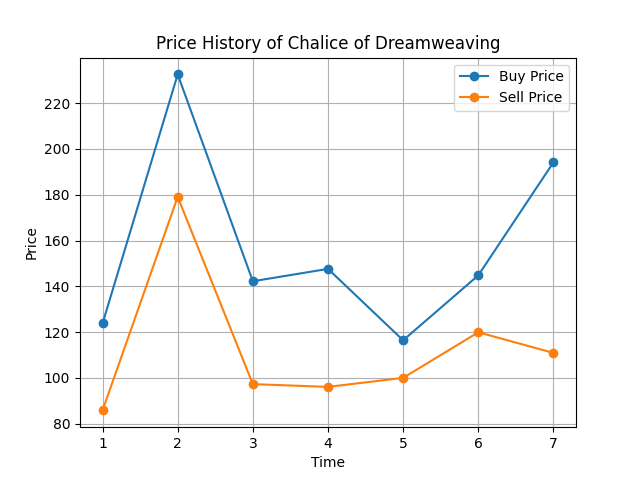 Price History of Chalice of Dreamweaving
Buy Price
Sell Price
220
200
180
160
140
120
100
80
Price
1 2 3 4 5 6 7
Time